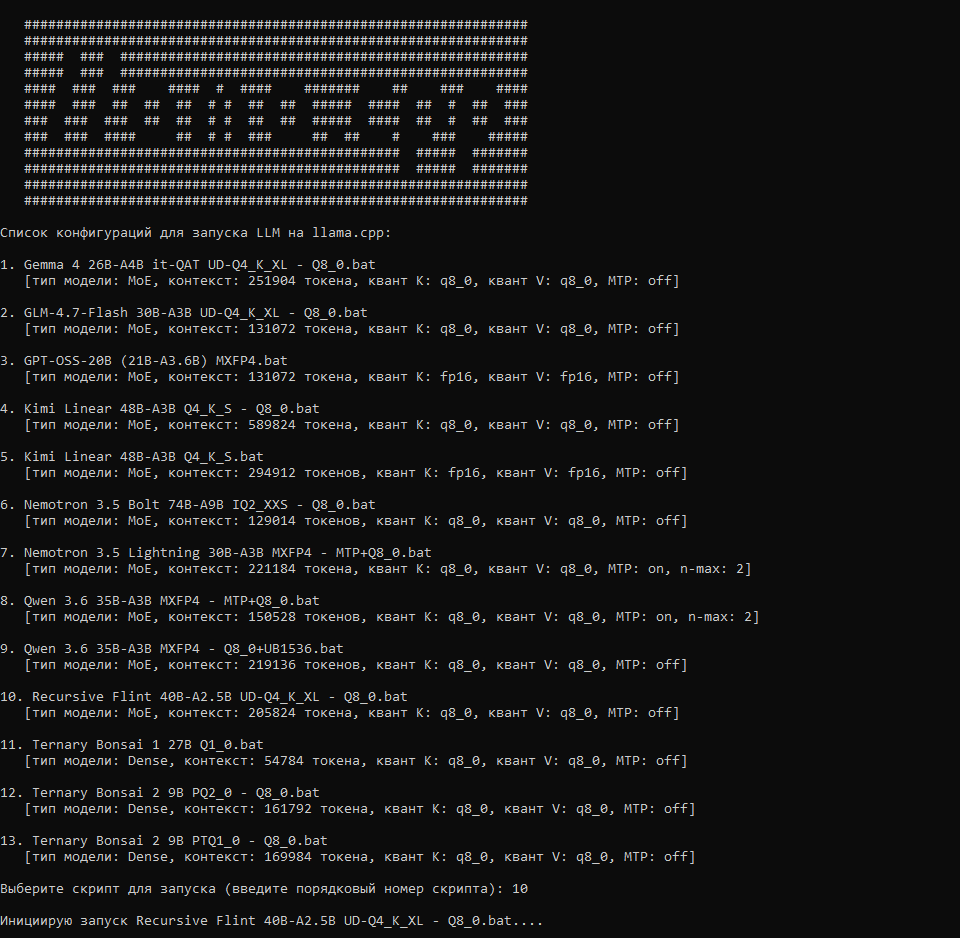 Список конфигураций для запуска LLM на llama.cpp:
1. Gemma 4 26B-A4B it-QAT UD-Q4_K_XL - Q8_0.bat
[тип модели: MoE, контекст: 251904 токена, квант K: q8_0, квант V: q8_0, MTP: off]
2. GLM-4.7-Flash 30B-A3B UD-Q4_K_XL - Q8_0.bat
[тип модели: MoE, контекст: 131072 токена, квант K: q8_0, квант V: q8_0, MTP: off]
3. GPT-OSS-20B (21B-A3.6B) MXFP4.bat
[тип модели: MoE, контекст: 131072 токена, квант K: fp16, квант V: fp16, MTP: off]
4. Kimi Linear 48B-A3B Q4_K_S - Q8_0.bat
[тип модели: MoE, контекст: 589824 токена, квант K: q8_0, квант V: q8_0, MTP: off]
5. Kimi Linear 48B-A3B Q4_K_S.bat
[тип модели: MoE, контекст: 294912 токенов, квант K: fp16, квант V: fp16, MTP: off]
6. Nemotron 3.5 Bolt 74B-A9B IQ2_XXS - Q8_0.bat
[тип модели: MoE, контекст: 129014 токенов, квант K: q8_0, квант V: q8_0, MTP: off]
7. Nemotron 3.5 Lightning 30B-A3B MXFP4 - MTP+Q8_0.bat
[тип модели: MoE, контекст: 221184 токена, квант K: q8_0, квант V: q8_0, MTP: on, n-max: 2]
8. Qwen 3.6 35B-A3B MXFP4 - MTP+Q8_0.bat
[тип модели: MoE, контекст: 150528 токенов, квант K: q8_0, квант V: q8_0, MTP: on, n-max: 2]
9. Qwen 3.6 35B-A3B MXFP4 - Q8_0+UB1536.bat
[тип модели: MoE, контекст: 219136 токенов, квант K: q8_0, квант V: q8_0, MTP: off]
10. Recursive Flint 40B-A2.5B UD-Q4_K_XL - Q8_0.bat
[тип модели: MoE, контекст: 205824 токена, квант K: q8_0, квант V: q8_0, MTP: off]
11. Ternary Bonsai 1 27B Q1_0.bat
[тип модели: Dense, контекст: 54784 токена, квант K: q8_0, квант V: q8_0, MTP: off]
12. Ternary Bonsai 2 9B PQ2_0 - Q8_0.bat
[тип модели: Dense, контекст: 161792 токена, квант K: q8_0, квант V: q8_0, MTP: off]
13. Ternary Bonsai 2 9B PTQ1_0 - Q8_0.bat
[тип модели: Dense, контекст: 169984 токена, квант K: q8_0, квант V: q8_0, MTP: off]
Выберите скрипт для запуска (введите порядковый номер скрипта): 10
Инициирую запуск Recursive Flint 40B-A2.5B UD-Q4_K_XL - Q8_0.bat....